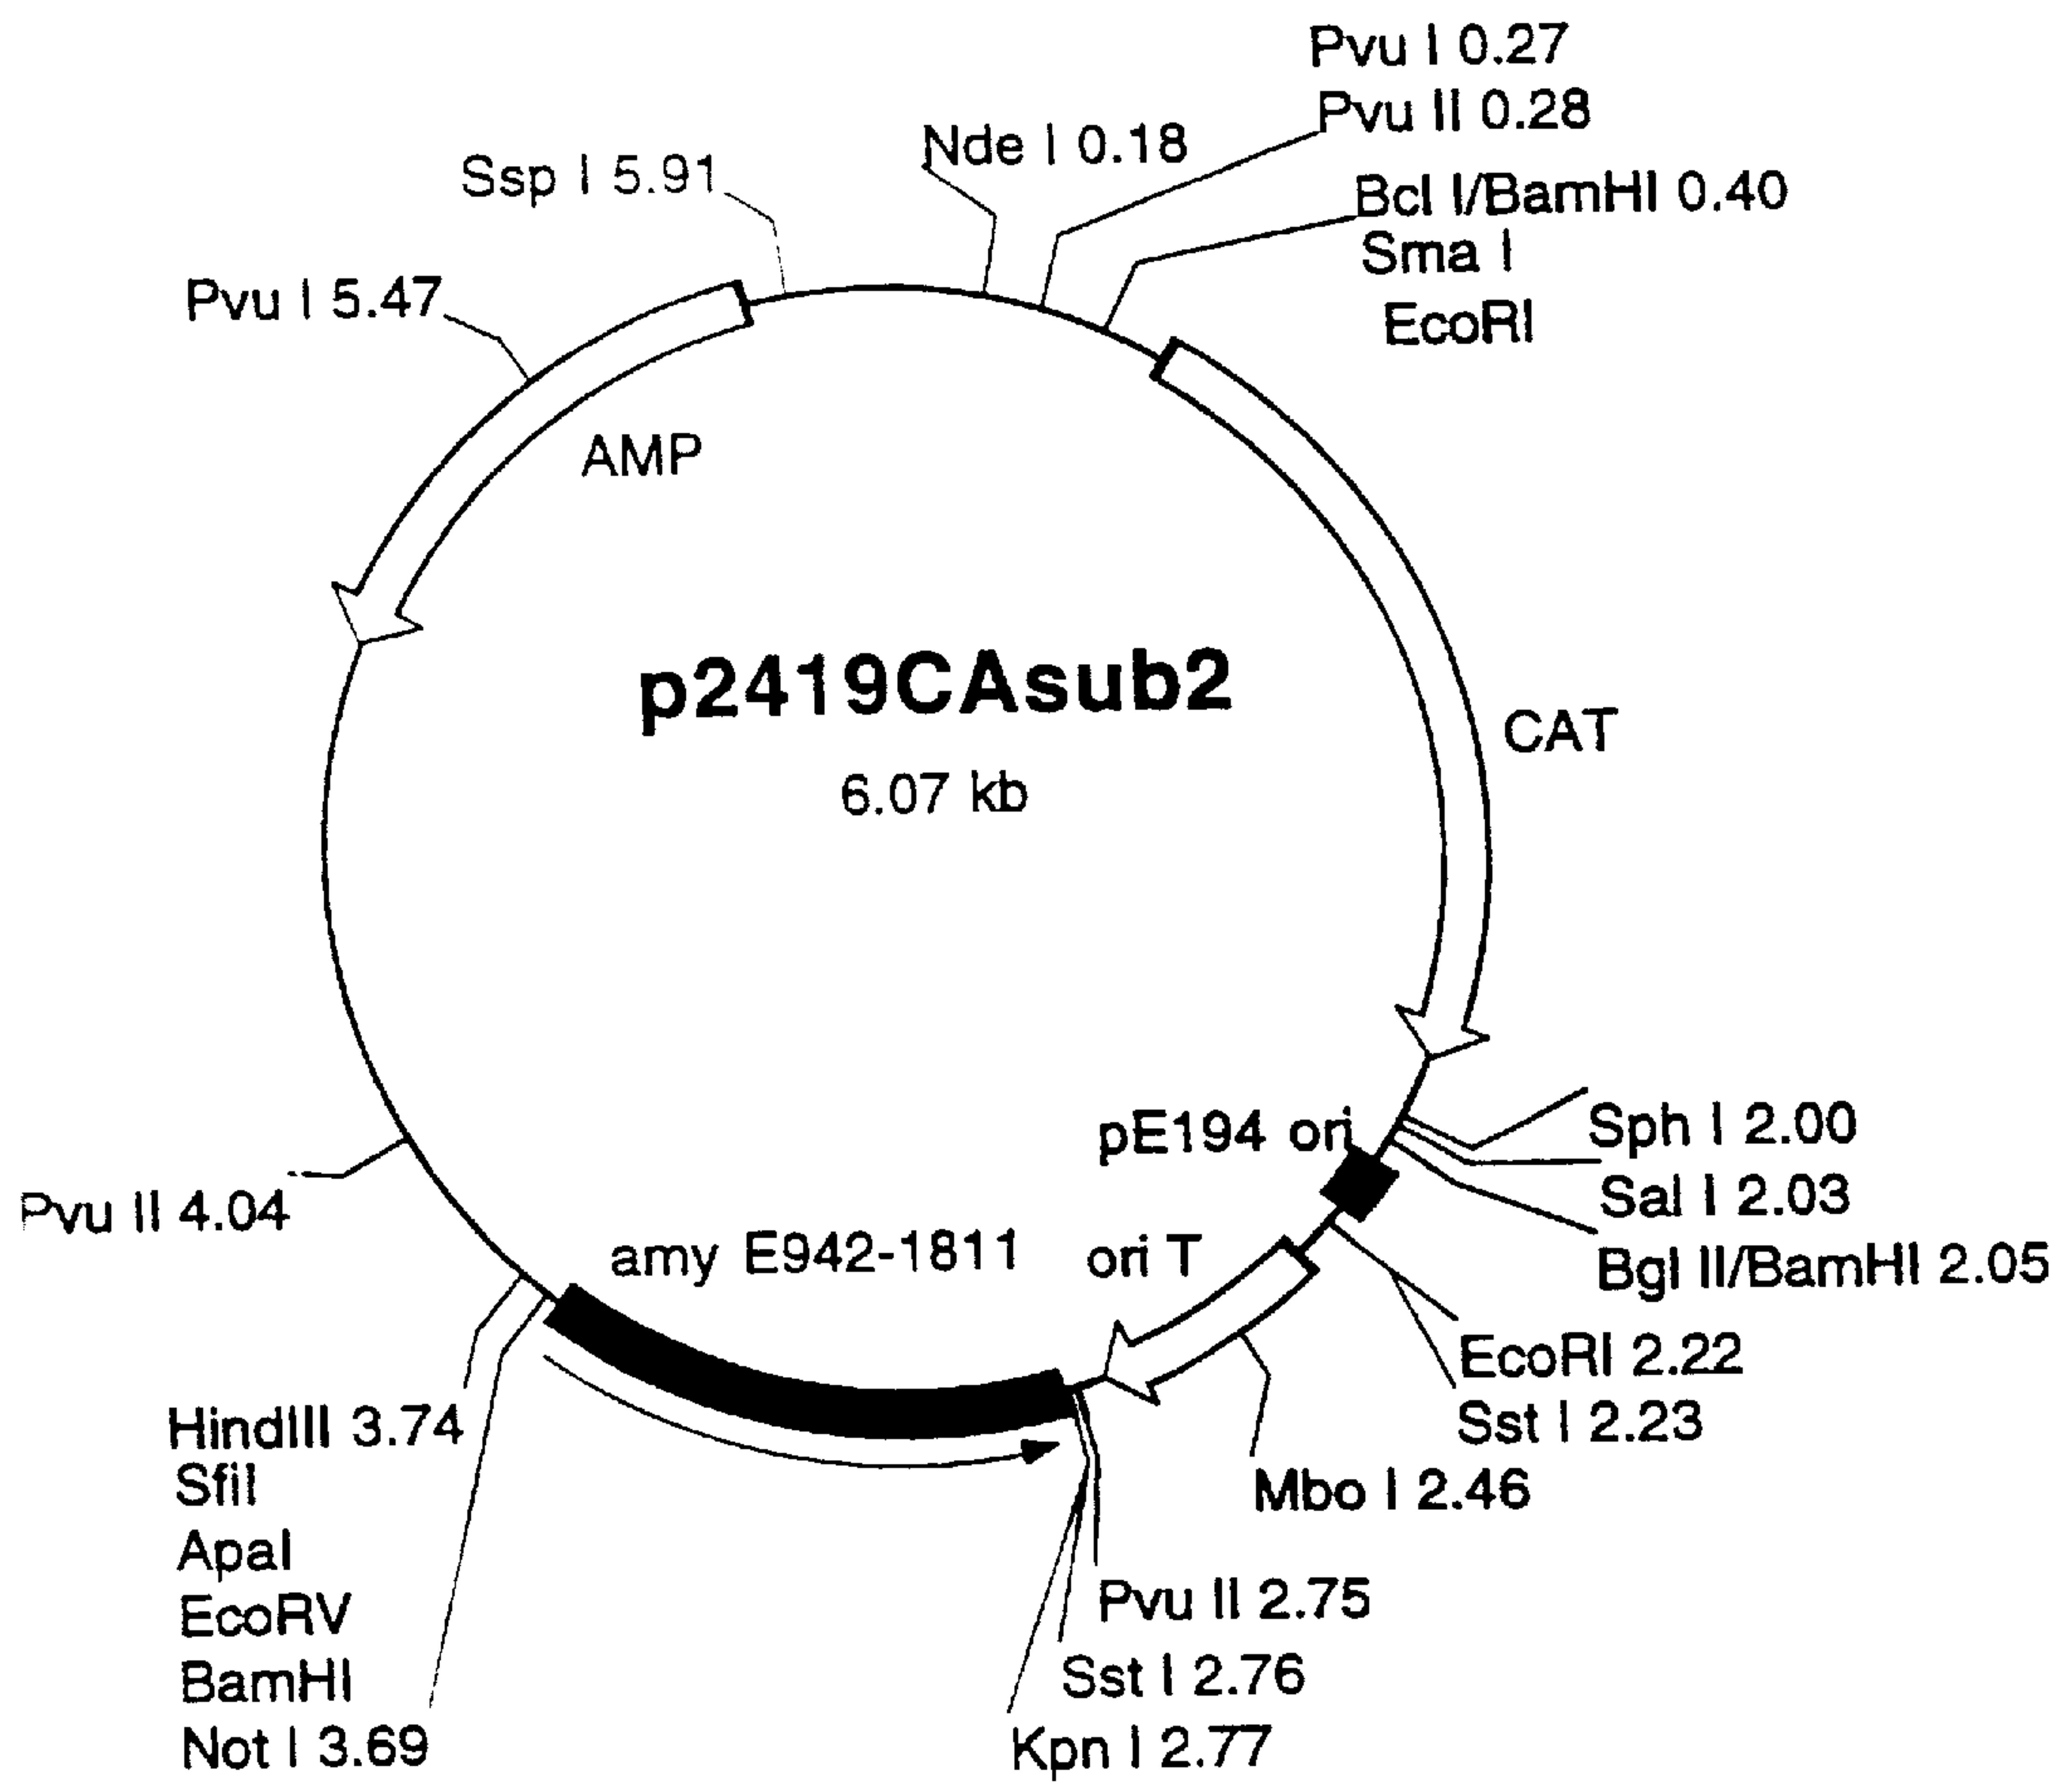 Pvu I 0.27
Pvu II 0.28
Nde I 0.18
Ssp I 5.91
Bcl I/BamHI 0.40
Sma I
EcoRI
Pvu I 5.47
AMP
p2419CAsub2
6.07 kb
CAT
pE194 ori
Sph I 2.00
Sal I 2.03
Bgl II/BamHI 2.05
Pvu II 4.04
amy E942-1811
ori T
EcoRI 2.22
Sst I 2.23
Mbo I 2.46
HindIII 3.74
SfiI
ApaI
EcoRV
BamHI
Not I 3.69
Pvu II 2.75
Sst I 2.76
Kpn I 2.77